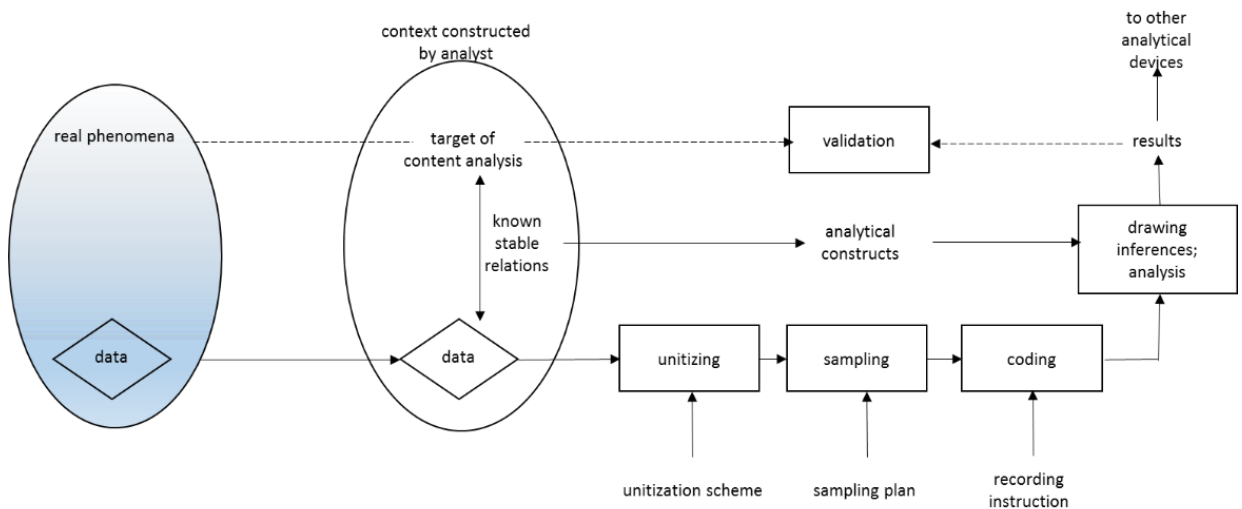 to other
analytical
devices
context constructed
by analyst
real phenomena
target of
content analysis
validation
results
known
stable
relations
analytical
constructs
drawing
inferences;
analysis
data
data
unitizing
sampling
coding
unitization scheme
sampling plan
recording
instruction